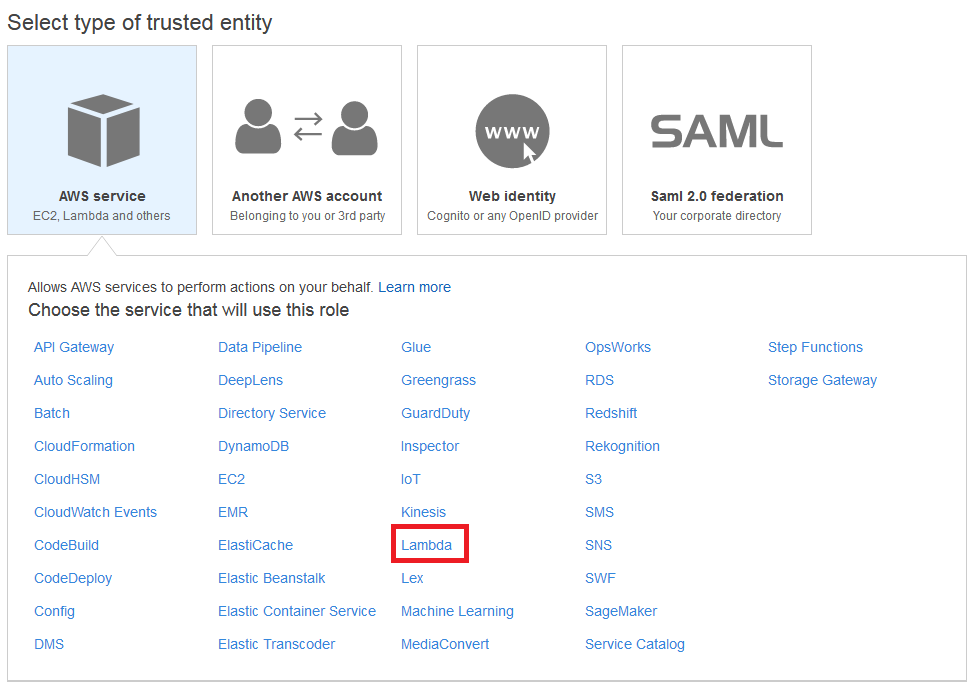 Select type of trusted entity
www
SAML
AWS service
EC2, Lambda and others
Another AWS account
Belonging to you or 3rd party
Web identity
Cognito or any OpenID provider
Saml 2.0 federation
Your corporate directory
Allows AWS services to perform actions on your behalf. Learn more
Choose the service that will use this role
API Gateway
Auto Scaling
Batch
CloudFormation
CloudHSM
CloudWatch Events
CodeBuild
CodeDeploy
Config
DMS
Data Pipeline
DeepLens
Directory Service
DynamoDB
EC2
EMR
ElastiCache
Elastic Beanstalk
Elastic Container Service
Elastic Transcoder
Glue
Greengrass
GuardDuty
Inspector
IoT
Kinesis
Lambda
Lex
Machine Learning
MediaConvert
OpsWorks
RDS
Redshift
Rekognition
S3
SMS
SNS
SWF
SageMaker
Service Catalog
Step Functions
Storage Gateway